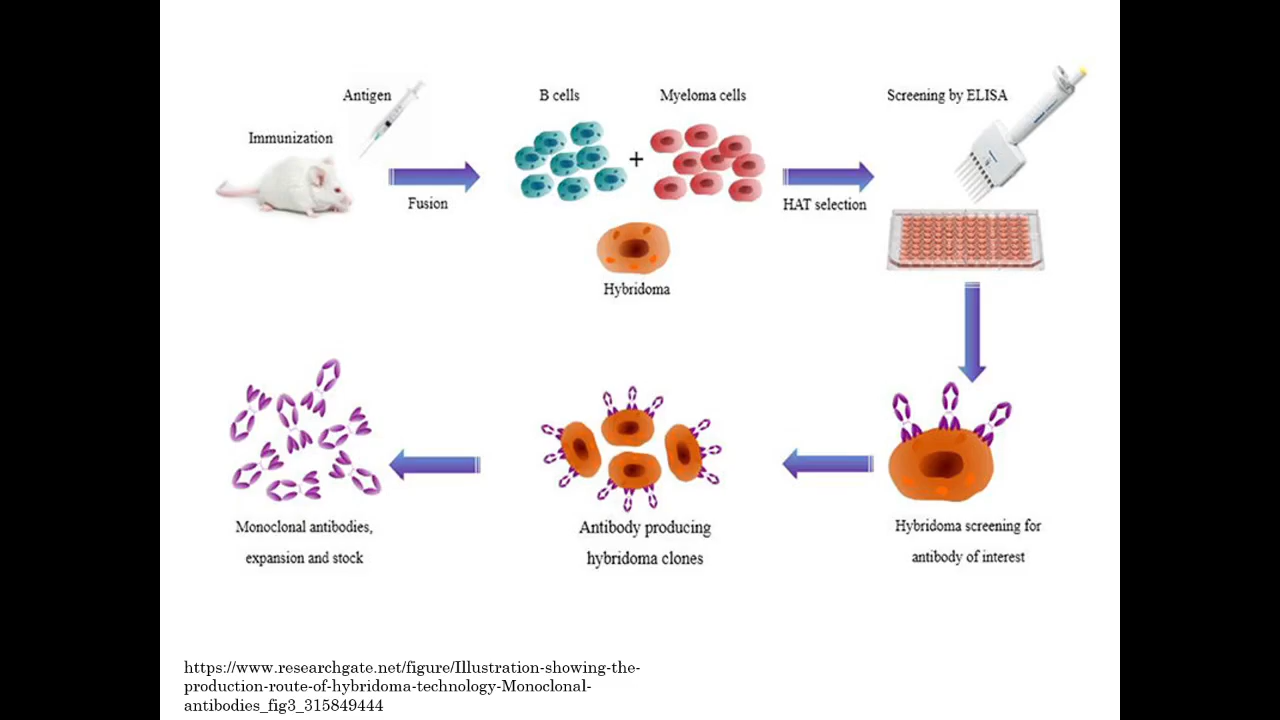 Antigen
Immunization
Fusion
B cells
Myeloma cells
+
Hybridoma
HAT selection
Screening by ELISA
Hybridoma screening for
antibody of interest
Antibody producing
hybridoma clones
Monoclonal antibodies,
expansion and stock
https://www.researchgate.net/figure/Illustration-showing-the-
production-route-of-hybridoma-technology-Monoclonal-
antibodies_fig3_315849444